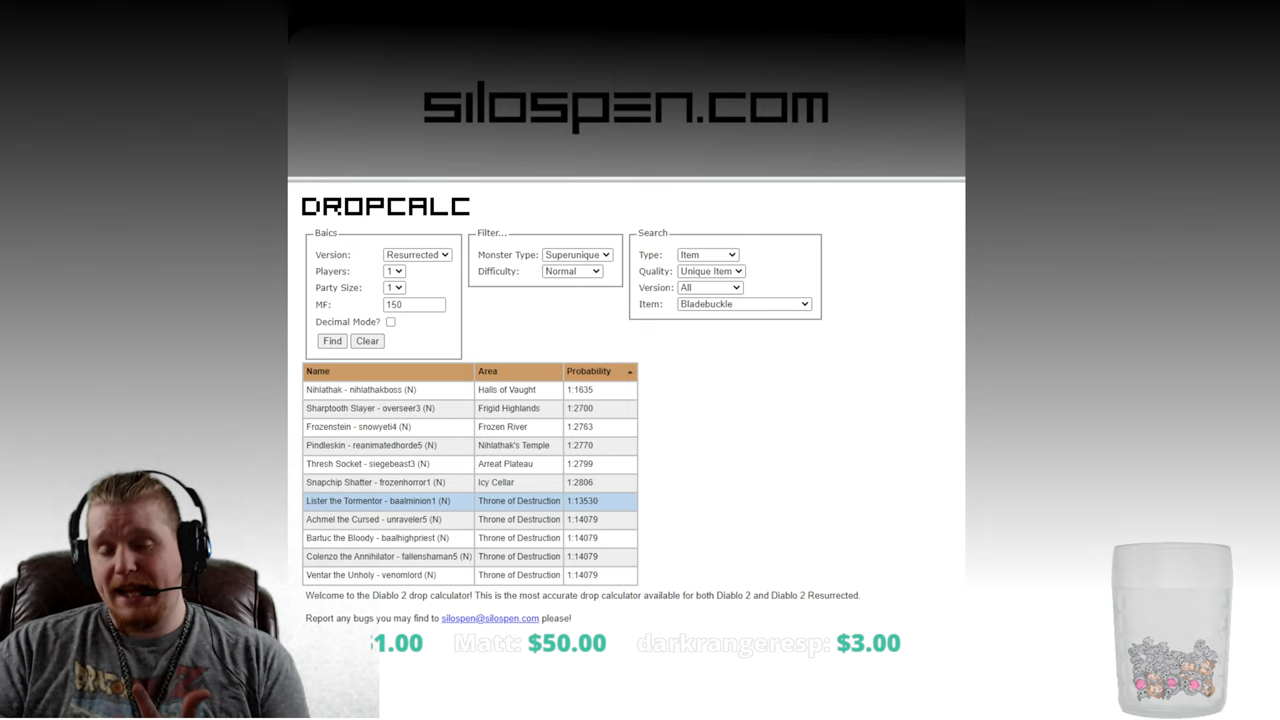 silospen.com
DROPCALC
Baics
Version: Resurrected
Players: 1
Party Size: 1
MF: 150
Decimal Mode?
Find Clear
Filter...
Monster Type: Superunique
Difficulty: Normal
Search
Type: Item
Quality: Unique Item
Version: All
Item: Bladebuckle
Name Area Probability
Nihlathak - nihlathakboss (N) Halls of Vaught 1:1635
Sharptooth Slayer - overseer3 (N) Frigid Highlands 1:2700
Frozenstein - snowyeti4 (N) Frozen River 1:2763
Pindleskin - reanimatedhorde5 (N) Nihlathak's Temple 1:2770
Thresh Socket - siegebeast3 (N) Arreat Plateau 1:2799
Snapchip Shatter - frozenhorror1 (N) Icy Cellar 1:2806
Lister the Tormentor - baalminion1 (N) Throne of Destruction 1:13530
Achmel the Cursed - unraveler5 (N) Throne of Destruction 1:14079
Bartuc the Bloody - baalhighpriest (N) Throne of Destruction 1:14079
Colenzo the Annihilator - fallenshaman5 (N) Throne of Destruction 1:14079
Ventar the Unholy - venomlord (N) Throne of Destruction 1:14079
Welcome to the Diablo 2 drop calculator! This is the most accurate drop calculator available for both Diablo 2 and Diablo 2 Resurrected.
Report any bugs you may find to silospen@silospen.com please!
1.00 Matt: $50.00 darkrangeresp: $3.00